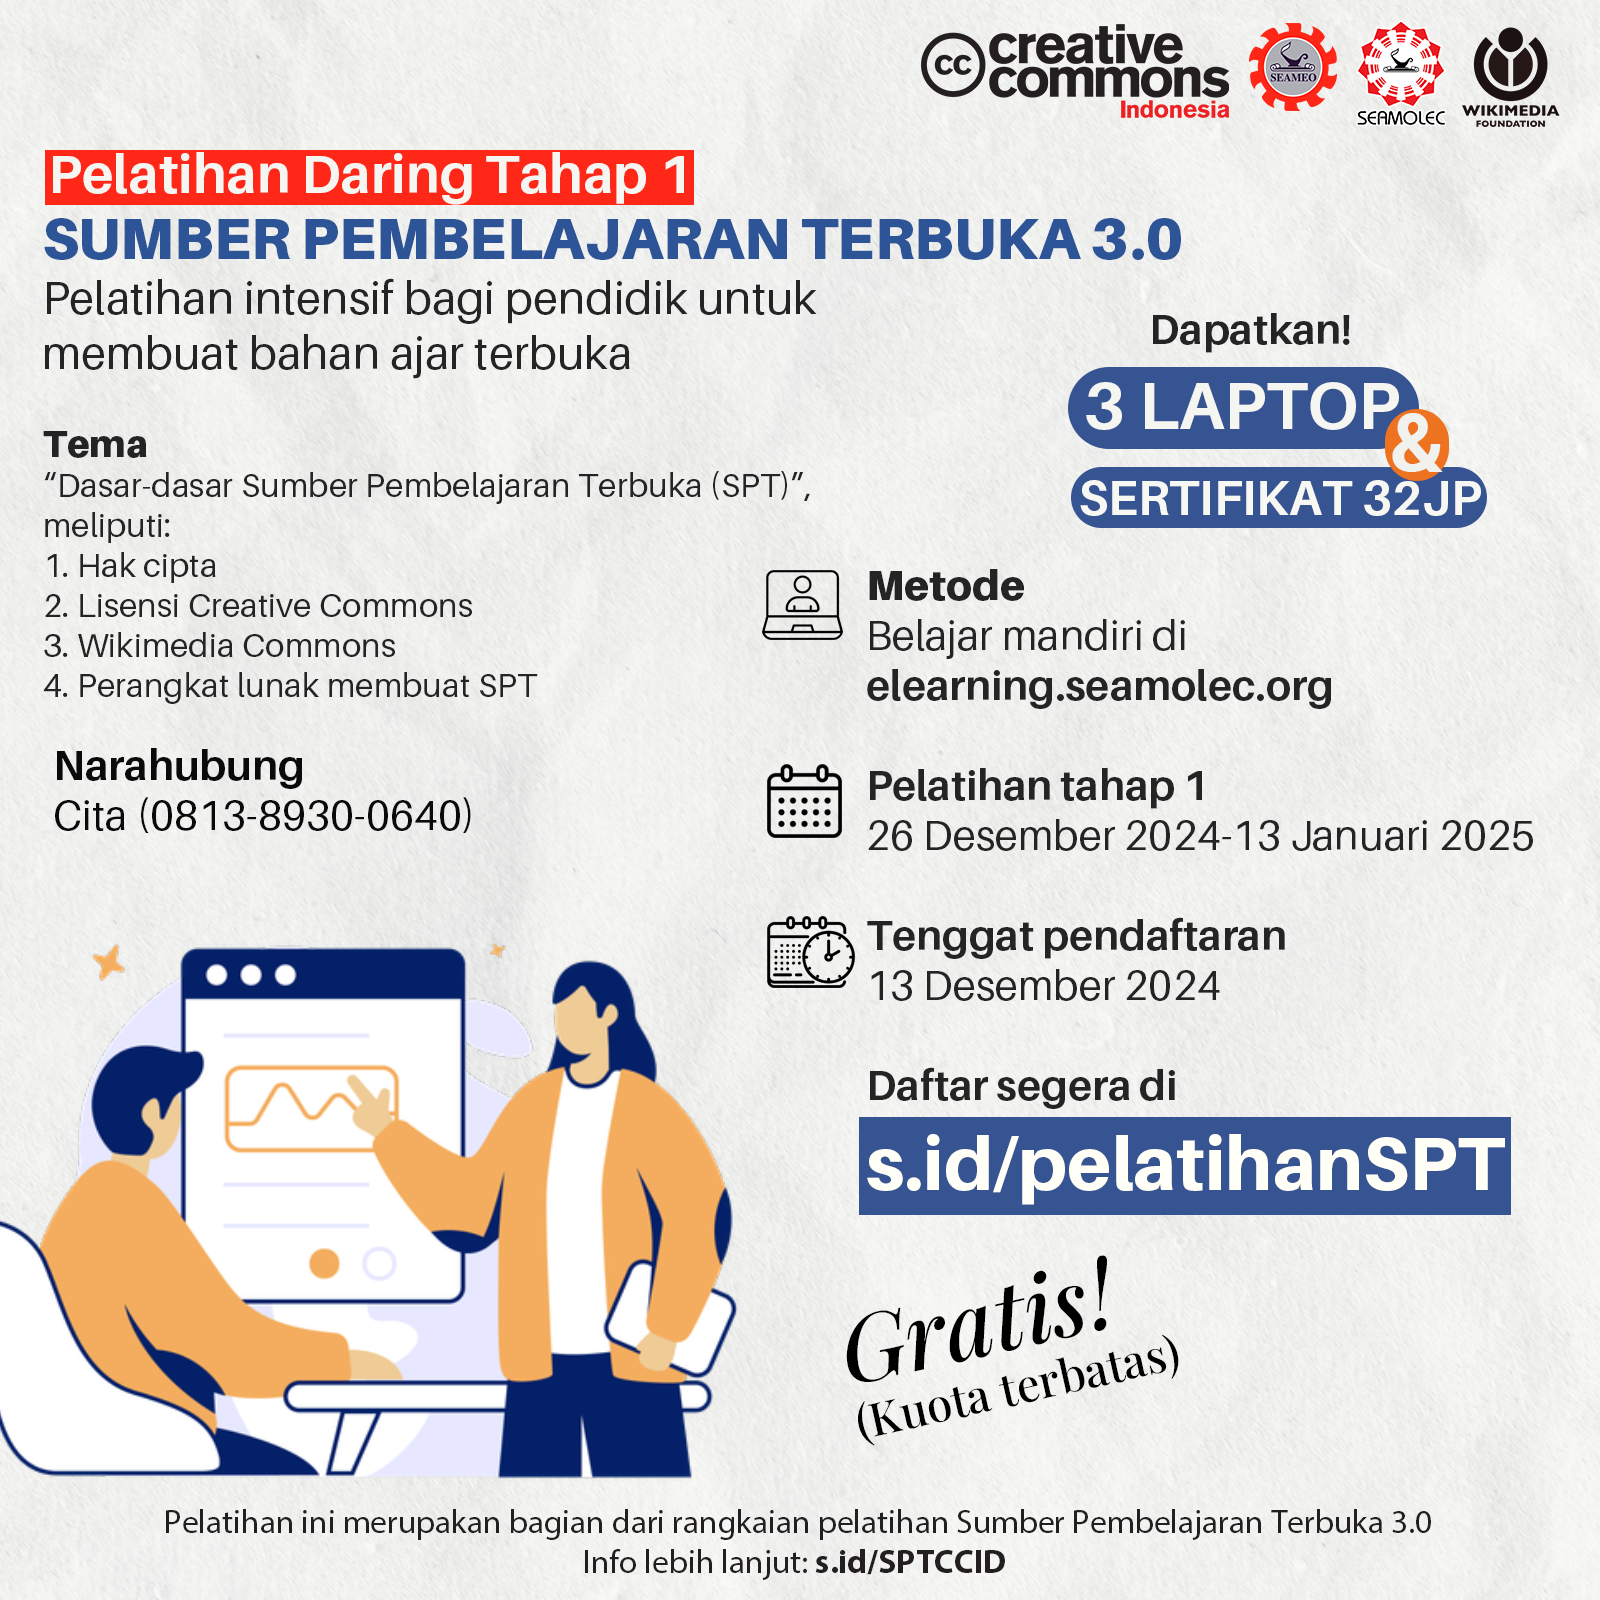 cc creative
commons
Indonesia
SEAMEO
SEAMOLEC
WIKIMEDIA
FOUNDATION
Pelatihan Daring Tahap 1
SUMBER PEMBELAJARAN TERBUKA 3.0
Pelatihan intensif bagi pendidik untuk
membuat bahan ajar terbuka
Dapatkan!
3 LAPTOP
&
SERTIFIKAT 32JP
Tema
“Dasar-dasar Sumber Pembelajaran Terbuka (SPT)”,
meliputi:
1. Hak cipta
2. Lisensi Creative Commons
3. Wikimedia Commons
4. Perangkat lunak membuat SPT
Narahubung
Cita (0813-8930-0640)
Metode
Belajar mandiri di
elearning.seamolec.org
Pelatihan tahap 1
26 Desember 2024-13 Januari 2025
Tenggat pendaftaran
13 Desember 2024
Daftar segera di
s.id/pelatihanSPT
Gratis!
(Kuota terbatas)
Pelatihan ini merupakan bagian dari rangkaian pelatihan Sumber Pembelajaran Terbuka 3.0
Info lebih lanjut: s.id/SPTCCID